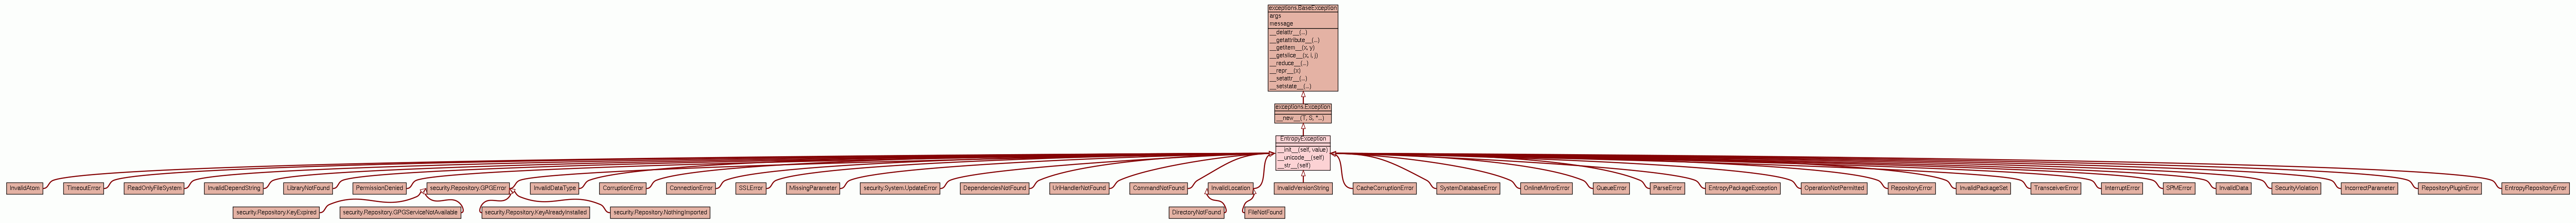 exceptions.BaseException
args
message
__delattr__(...)
__getattribute__(...)
__getitem__(x, y)
__getslice__(x, i, j)
__reduce__(...)
__repr__(x)
__setattr__(...)
__setstate__(...)
exceptions.Exception
__new__(T, S, *...)
EntropyException
__init__(self, value)
__unicode__(self)
__str__(self)
InvalidAtom
TimeoutError
ReadOnlyFileSystem
InvalidDependString
LibraryNotFound
PermissionDenied
security.Repository.GPGError
InvalidDataType
CorruptionError
ConnectionError
SSLError
MissingParameter
security.System.UpdateError
DependenciesNotFound
UriHandlerNotFound
CommandNotFound
InvalidLocation
InvalidVersionString
CacheCorruptionError
SystemDatabaseError
OnlineMirrorError
QueueError
ParseError
EntropyPackageException
OperationNotPermitted
RepositoryError
InvalidPackageSet
TransceiverError
InterruptError
SPMError
InvalidData
SecurityViolation
IncorrectParameter
RepositoryPluginError
EntropyRepositoryError
security.Repository.KeyExpired
security.Repository.GPGServiceNotAvailable
security.Repository.KeyAlreadyInstalled
security.Repository.NothingImported
DirectoryNotFound
FileNotFound